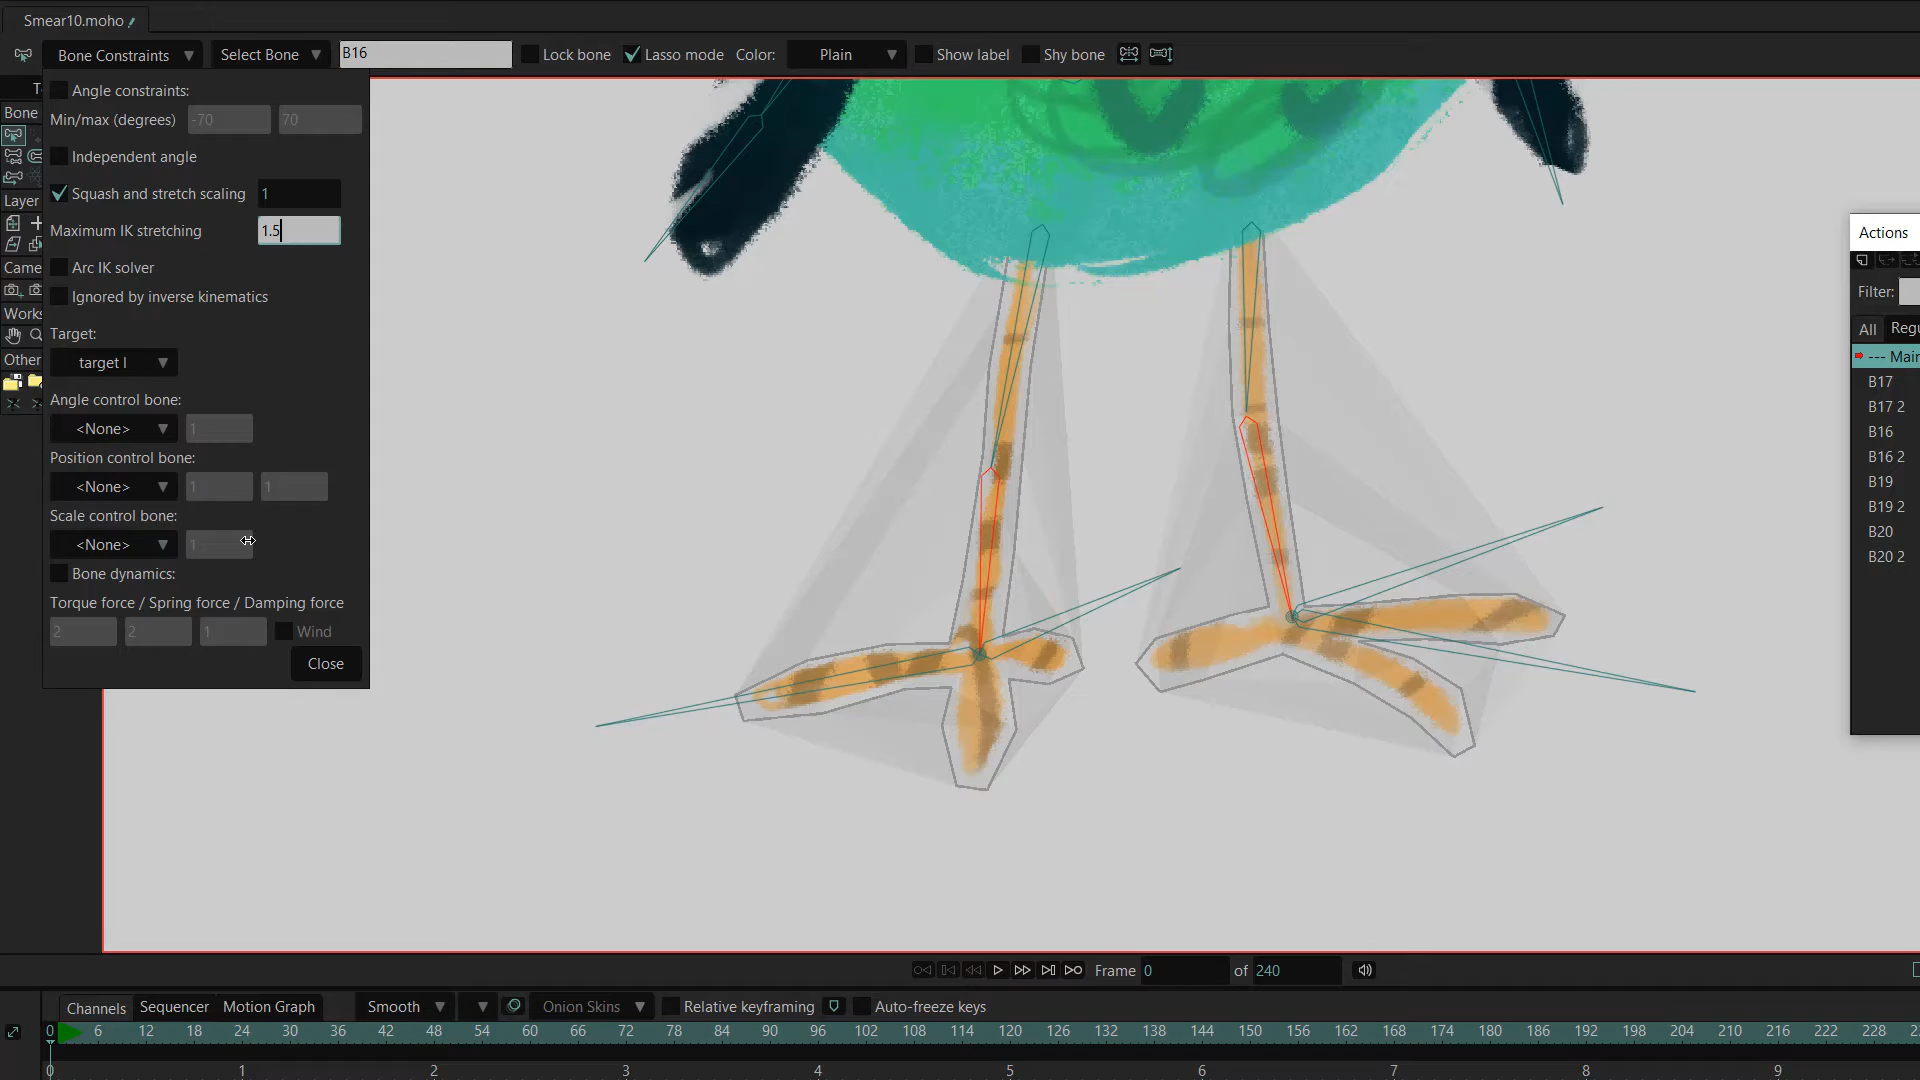 Smear10.moho
Bone Constraints
Select Bone
B16
Lock bone
Lasso mode
Color:
Plain
Show label
Shy bone
Angle constraints:
Min/max (degrees)
-70
70
Independent angle
Squash and stretch scaling
1
Maximum IK stretching
1.5
Arc IK solver
Ignored by inverse kinematics
Target:
target l
Angle control bone:
<None>
1
Position control bone:
<None>
1
1
Scale control bone:
<None>
1
Bone dynamics:
Torque force / Spring force / Damping force
2
2
1
Wind
Close
Bone
Layer
Came
Works
Other
Actions
Filter:
All
Regu
--- Main
B17
B17 2
B16
B16 2
B19
B19 2
B20
B20 2
Frame
0
of
240
Channels
Sequencer
Motion Graph
Smooth
Onion Skins
Relative keyframing
Auto-freeze keys
0 6 12 18 24 30 36 42 48 54 60 66 72 78 84 90 96 102 108 114 120 126 132 138 144 150 156 162 168 174 180 186 192 198 204 210 216 222 228
0 1 2 3 4 5 6 7 8 9